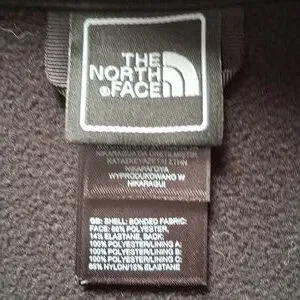 THE
NORTH
FACE
WYPRODUKOWANO W
NIKARAGUI
GB: SHELL: BONDED FABRIC:
FACE: 86% POLYESTER,
14% ELASTANE, BACK:
100% POLYESTER/LINING A:
100% POLYESTER/LINING B:
100% POLYESTER/LINING C:
85% NYLON/15% ELASTANE